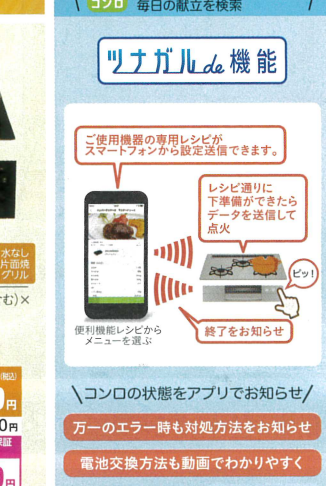 コンロ 毎日の献立を検索
ツナガルde機能
ご使用機器の専用レシピが
スマートフォンから設定送信できます。
レシピ通りに
下準備ができたら
データを送信して
点火
ピッ!
便利機能レシピから
メニューを選ぶ
終了をお知らせ
コンロの状態をアプリでお知らせ
万一のエラー時も対処方法をお知らせ
電池交換方法も動画でわかりやすく
水なし
片面焼
グリル
む)×
(税込)
円
0円
保証
円